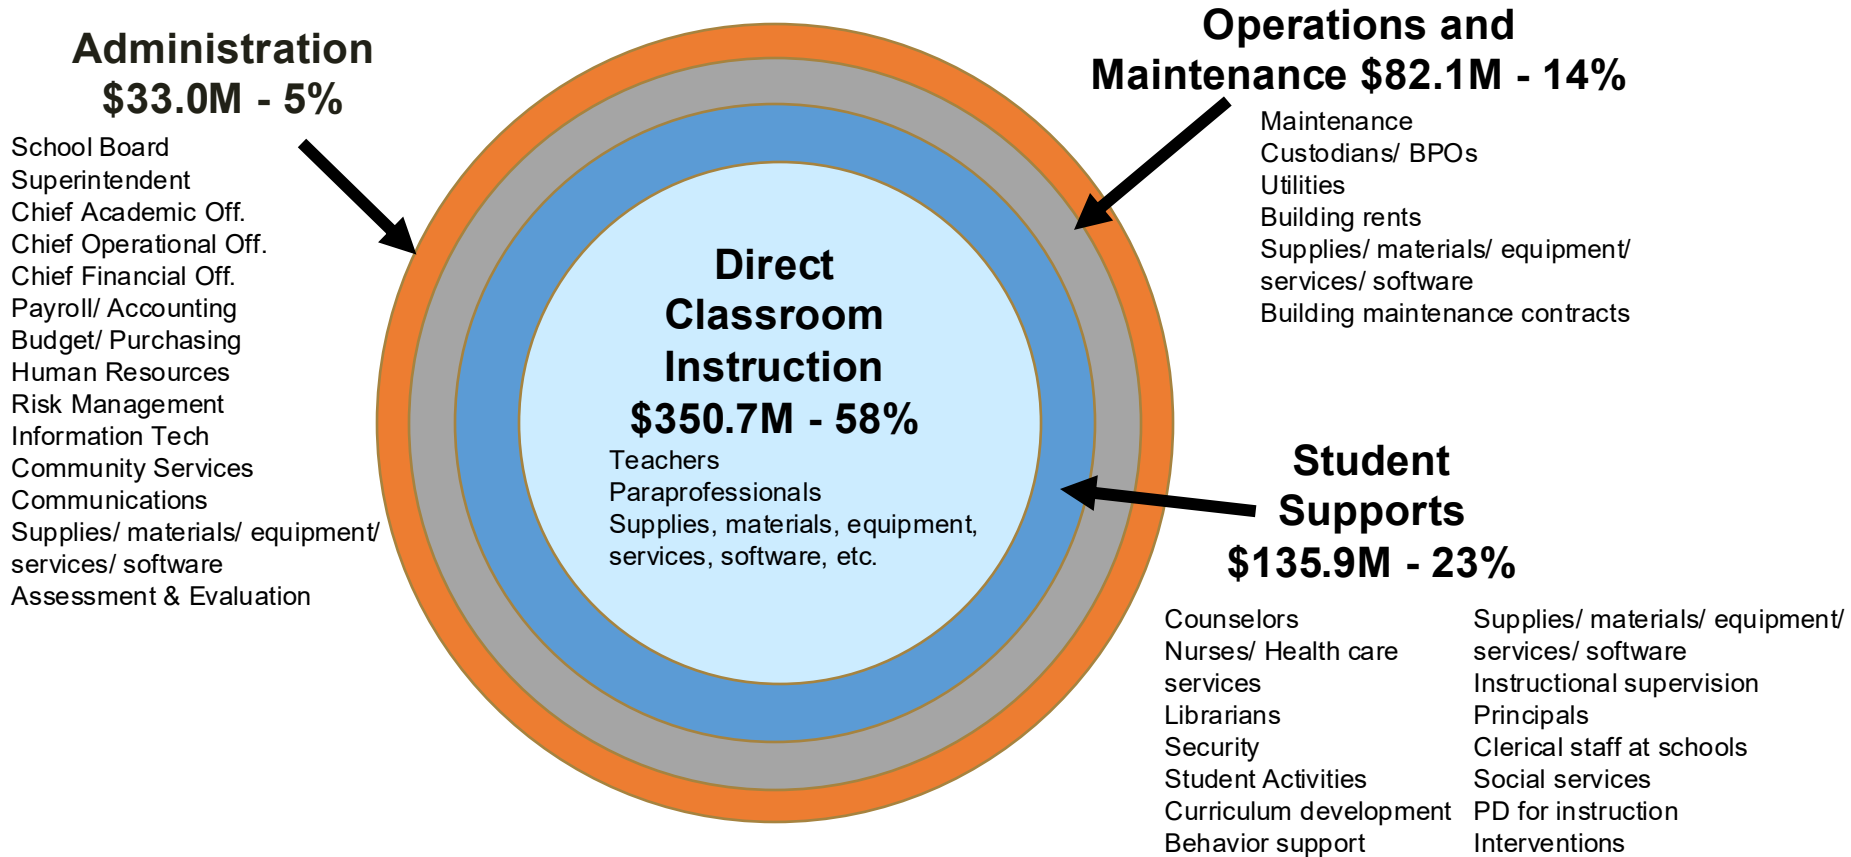 Administration
$33.0M - 5%
School Board
Superintendent
Chief Academic Off.
Chief Operational Off.
Chief Financial Off.
Payroll/ Accounting
Budget/ Purchasing
Human Resources
Risk Management
Information Tech
Community Services
Communications
Supplies/ materials/ equipment/
services/ software
Assessment & Evaluation
Direct
Classroom
Instruction
$350.7M - 58%
Teachers
Paraprofessionals
Supplies, materials, equipment,
services, software, etc.
Operations and
Maintenance $82.1M - 14%
Maintenance
Custodians/ BPOs
Utilities
Building rents
Supplies/ materials/ equipment/
services/ software
Building maintenance contracts
Student
Supports
$135.9M - 23%
Counselors
Nurses/ Health care
services
Librarians
Security
Student Activities
Curriculum development
Behavior support
Supplies/ materials/ equipment/
services/ software
Instructional supervision
Principals
Clerical staff at schools
Social services
PD for instruction
Interventions